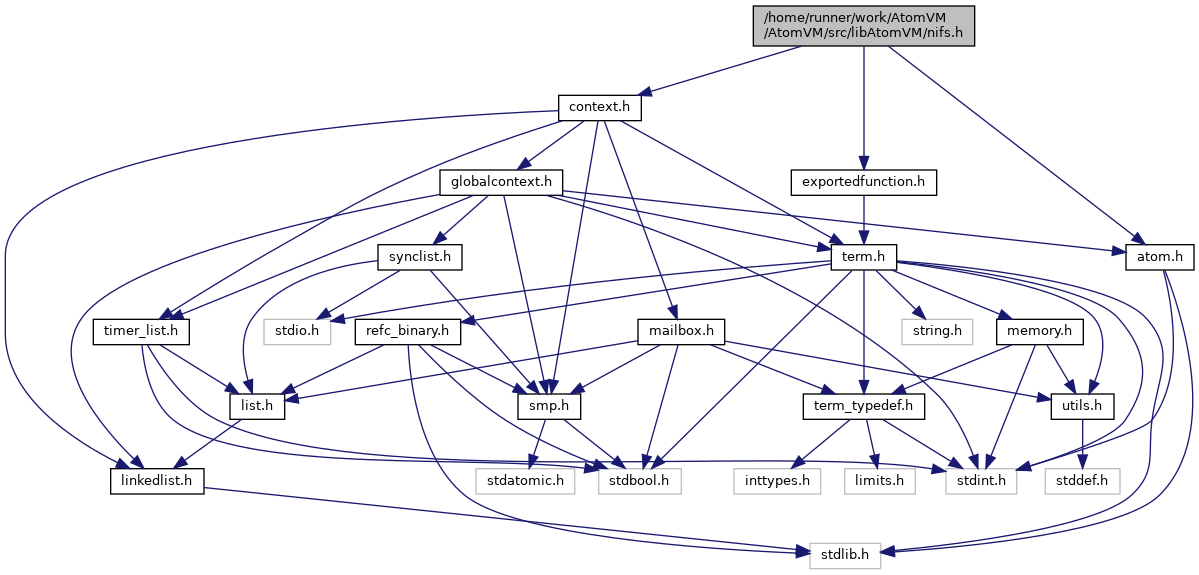 /home/runner/work/AtomVM
/AtomVM/src/libAtomVM/nifs.h
context.h
globalcontext.h
exportedfunction.h
synclist.h
term.h
atom.h
timer_list.h
stdio.h
refc_binary.h
mailbox.h
string.h
memory.h
list.h
smp.h
term_typedef.h
utils.h
linkedlist.h
stdatomic.h
stdbool.h
inttypes.h
limits.h
stdint.h
stddef.h
stdlib.h